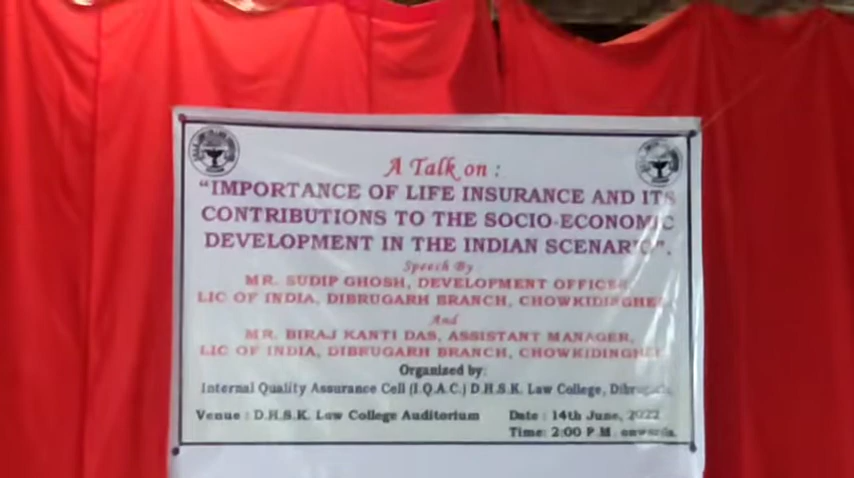 A Talk on :
“IMPORTANCE OF LIFE INSURANCE AND ITS
CONTRIBUTIONS TO THE SOCIO-ECONOMIC
DEVELOPMENT IN THE INDIAN SCENARIO”.
Speech By
MR. SUDIP GHOSH, DEVELOPMENT OFFICER,
LIC OF INDIA, DIBRUGARH BRANCH, CHOWKIDINGHEE
And
MR. BIRAJ KANTI DAS, ASSISTANT MANAGER,
LIC OF INDIA, DIBRUGARH BRANCH, CHOWKIDINGHEE
Organized by:
Internal Quality Assurance Cell (I.Q.A.C.) D.H.S.K. Law College, Dibrugarh
Venue : D.H.S.K. Law College Auditorium Date : 14th June, 2022
Time: 2:00 P.M. onwards.